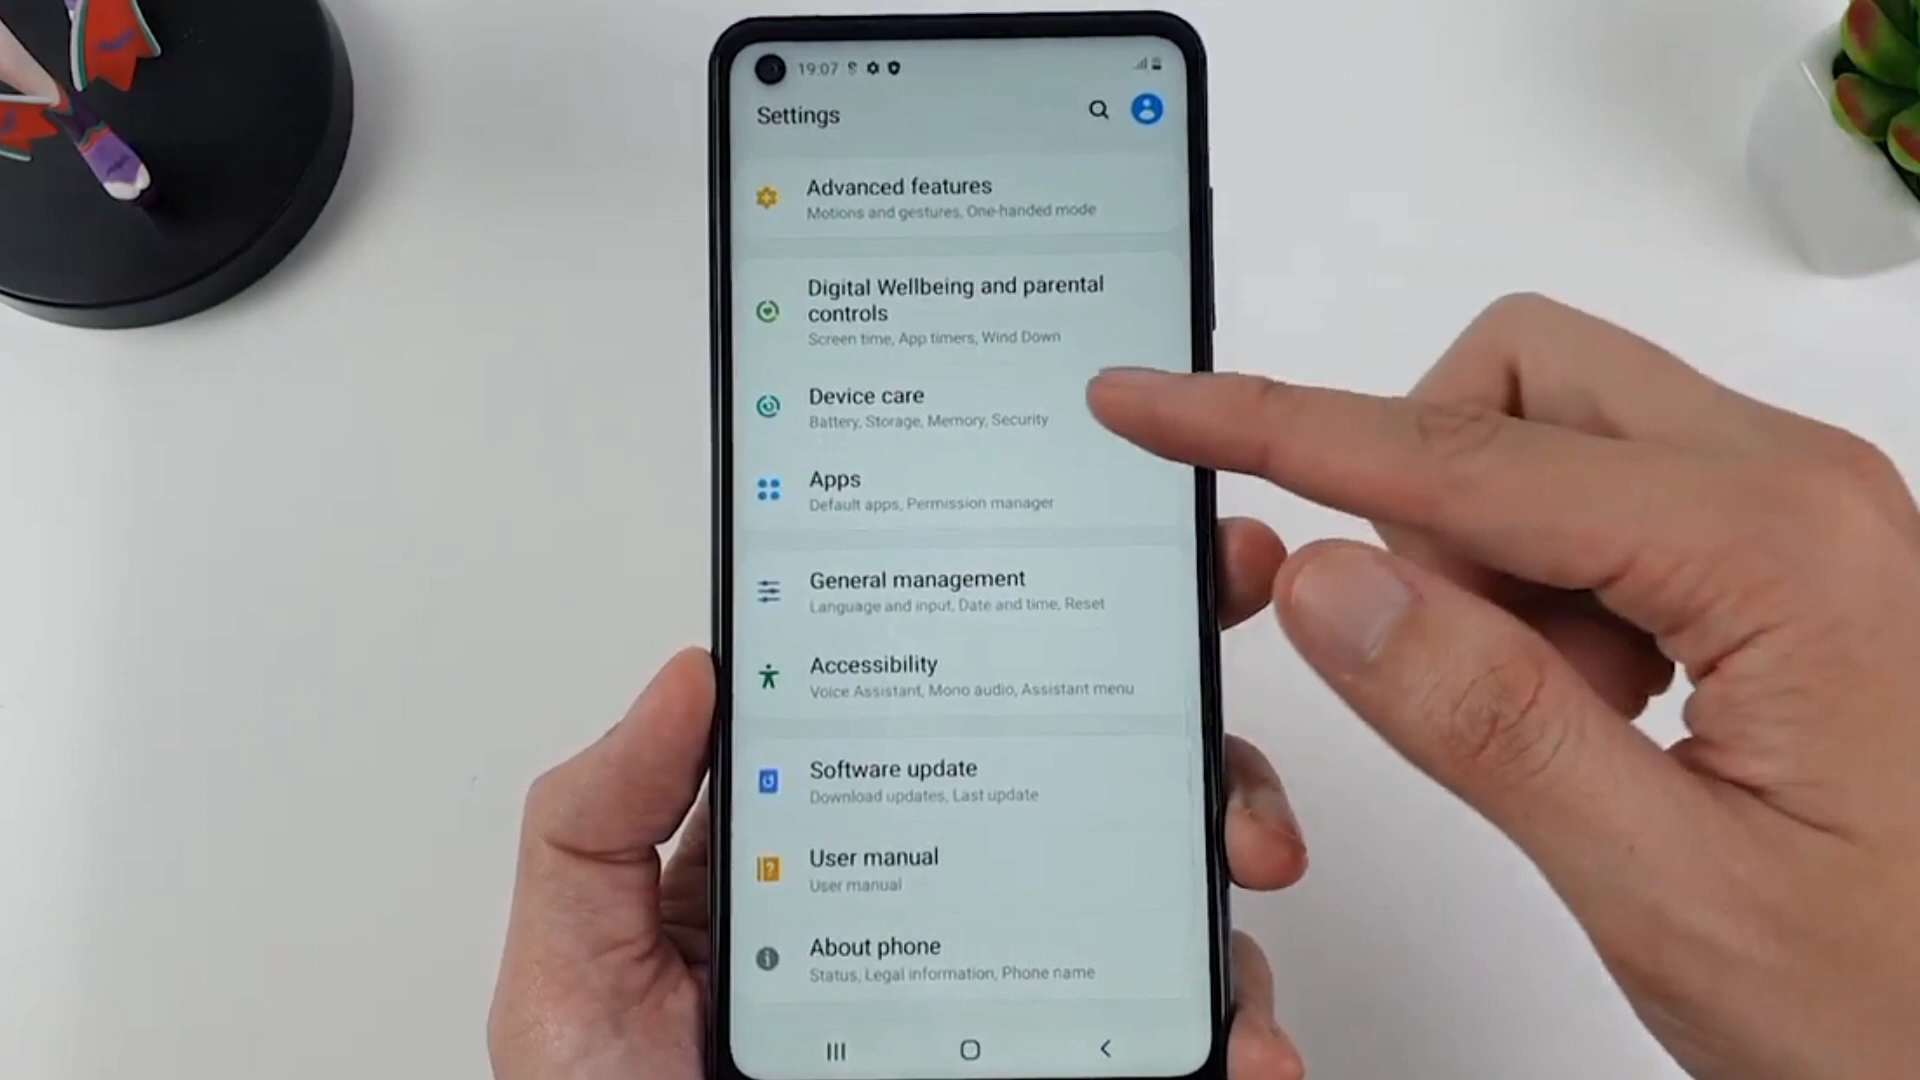 19:07
Settings
Advanced features
Motions and gestures, One-handed mode
Digital Wellbeing and parental
controls
Screen time, App timers, Wind Down
Device care
Battery, Storage, Memory, Security
Apps
Default apps, Permission manager
General management
Language and input, Date and time, Reset
Accessibility
Voice Assistant, Mono audio, Assistant menu
Software update
Download updates, Last update
User manual
User manual
About phone
Status, Legal information, Phone name